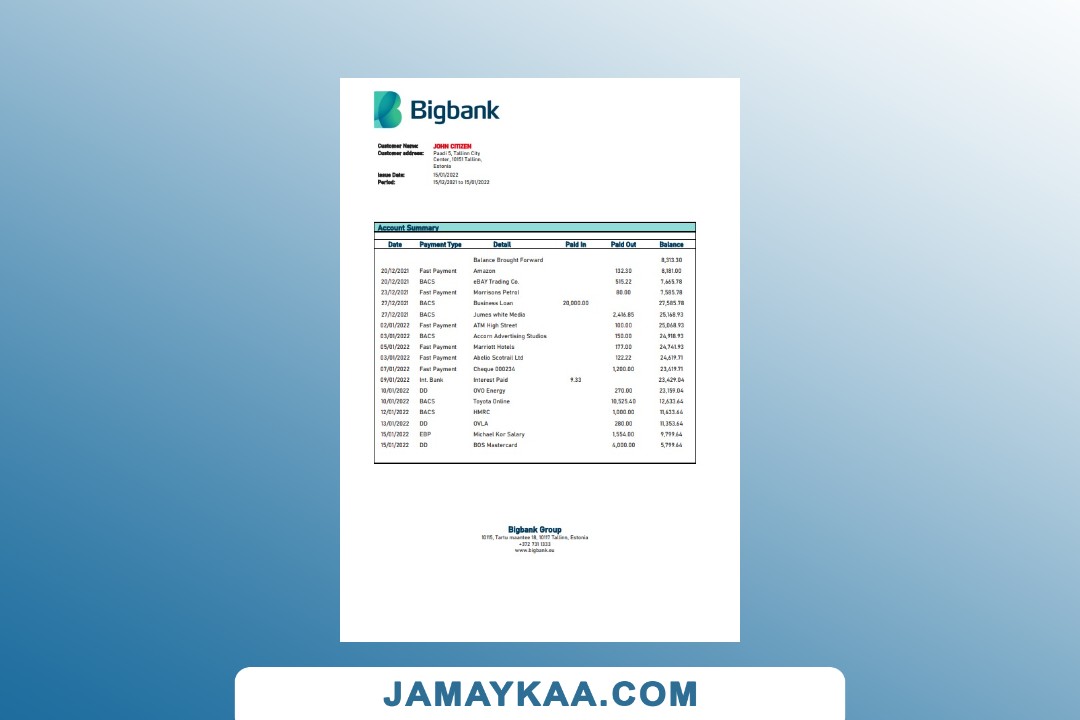 Bigbank
Customer Name: JOHN CITIZEN
Customer address: Paadi 5, Tallinn City
Center, 10151 Tallinn,
Estonia
Issue Date: 15/01/2022
Period: 15/12/2021 to 15/01/2022
Account Summary
Date Payment Type Detail Paid In Paid Out Balance
Balance Brought Forward 8,313.30
20/12/2021 Fast Payment Amazon 132.30 8,181.00
20/12/2021 BACS eBAY Trading Co. 515.22 7,665.78
23/12/2021 Fast Payment Morrisons Petrol 80.00 7,585.78
27/12/2021 BACS Business Loan 20,000.00 27,585.78
27/12/2021 BACS Jumes white Media 2,416.85 25,168.93
02/01/2022 Fast Payment ATM High Street 100.00 25,068.93
03/01/2022 BACS Accorn Advertising Studios 150.00 24,918.93
05/01/2022 Fast Payment Marriott Hotels 177.00 24,741.93
03/01/2022 Fast Payment Abelio Scotrail Ltd 122.22 24,619.71
07/01/2022 Fast Payment Cheque 000234 1,200.00 23,419.71
09/01/2022 Int. Bank Interest Paid 9.33 23,429.04
10/01/2022 DD OVO Energy 270.00 23,159.04
10/01/2022 BACS Toyota Online 10,525.40 12,633.64
12/01/2022 BACS HMRC 1,000.00 11,633.64
13/01/2022 DD OVLA 280.00 11,353.64
15/01/2022 EBP Michael Kor Salary 1,554.00 9,799.64
15/01/2022 DD BOS Mastercard 4,000.00 5,799.64
Bigbank Group
10115, Tartu maantee 18, 10117 Tallinn, Estonia
+372 731 1333
www.bigbank.eu
JAMAYKAA.COM